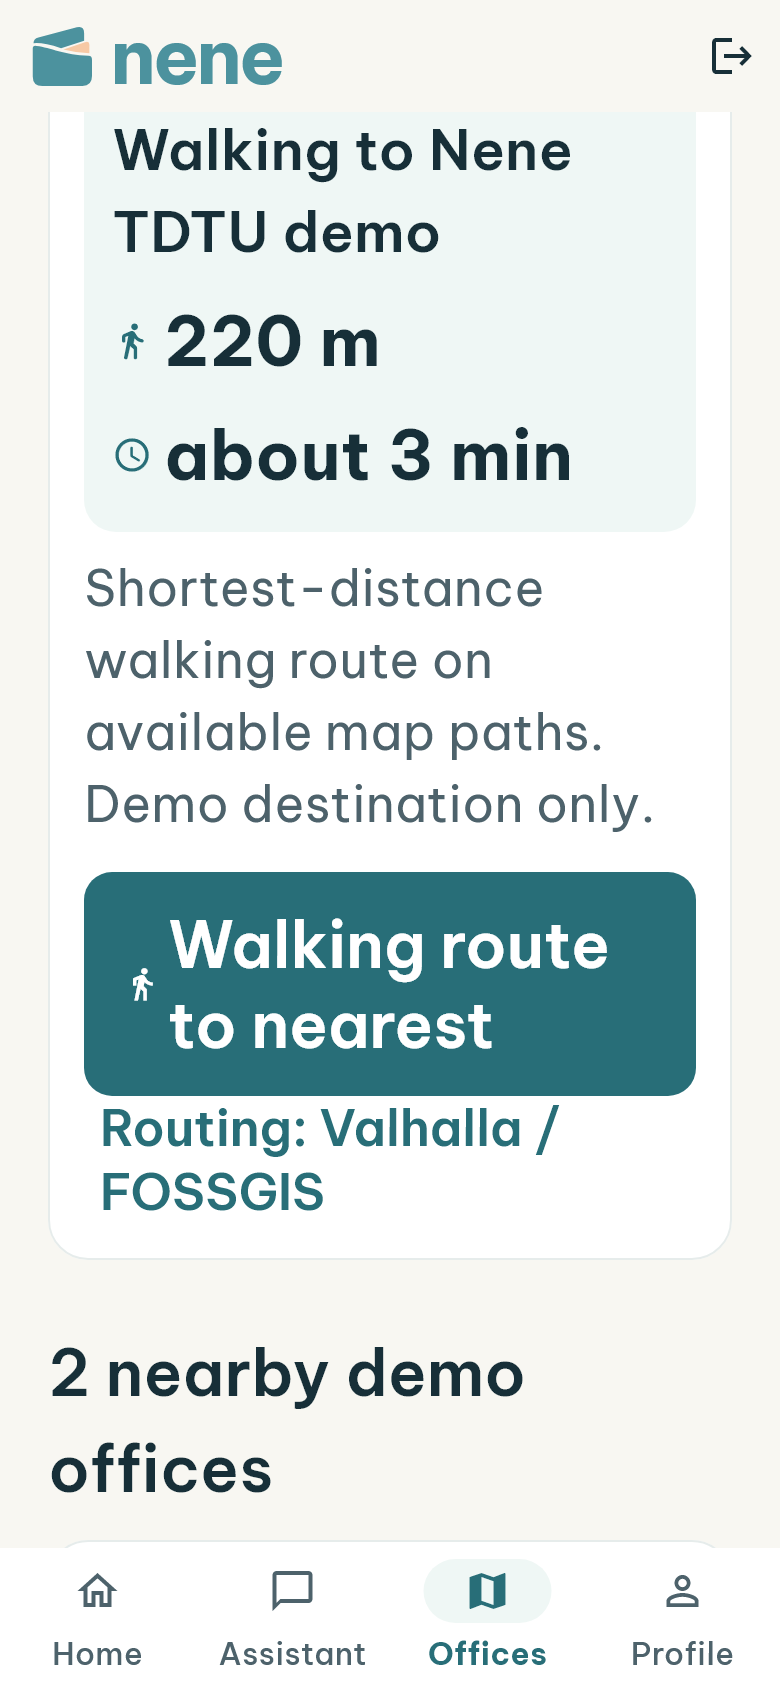 nene
Walking to Nene
TDTU demo
220 m
about 3 min
Shortest-distance
walking route on
available map paths.
Demo destination only.
Walking route
to nearest
Routing: Valhalla /
FOSSGIS
2 nearby demo
offices
Home
Assistant
Offices
Profile